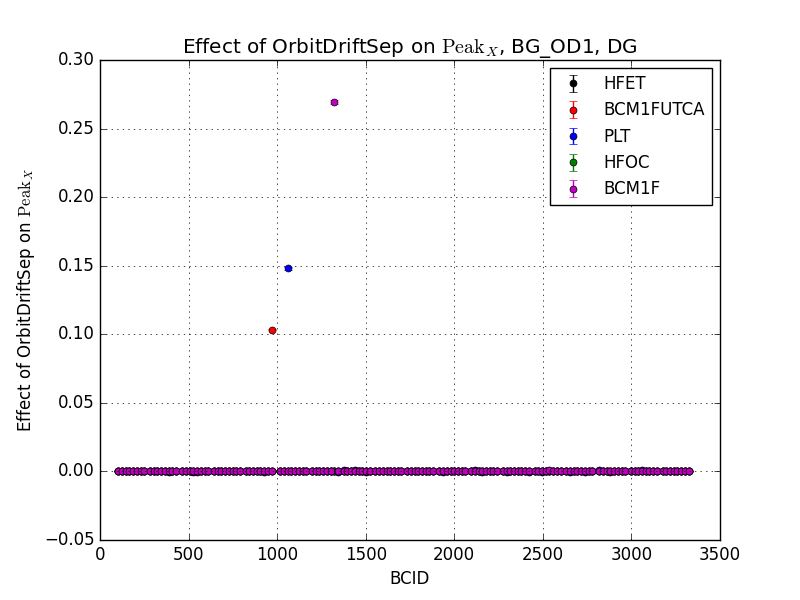 Effect of OrbitDriftSep on Peak_X, BG_OD1, DG
Effect of OrbitDriftSep on Peak_X
0.30
0.25
0.20
0.15
0.10
0.05
0.00
−0.05
HFET
BCM1FUTCA
PLT
HFOC
BCM1F
0 500 1000 1500 2000 2500 3000 3500
BCID